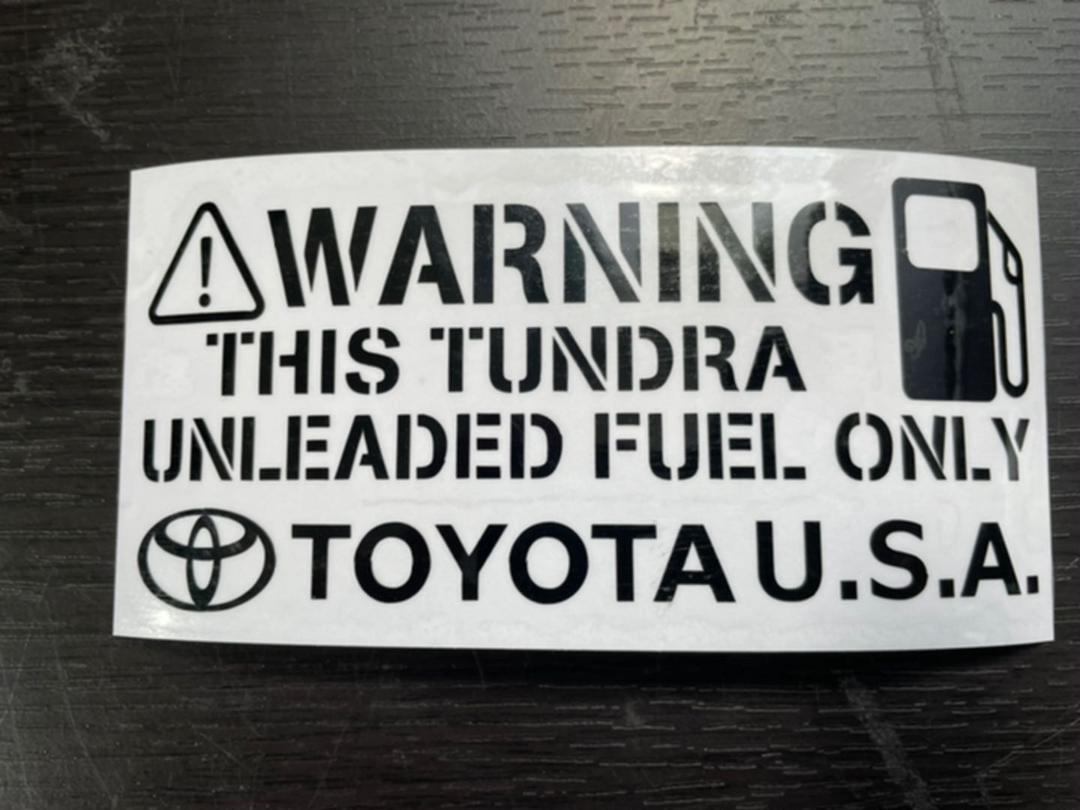 WARNING
THIS TUNDRA
UNLEADED FUEL ONLY
TOYOTA U.S.A.